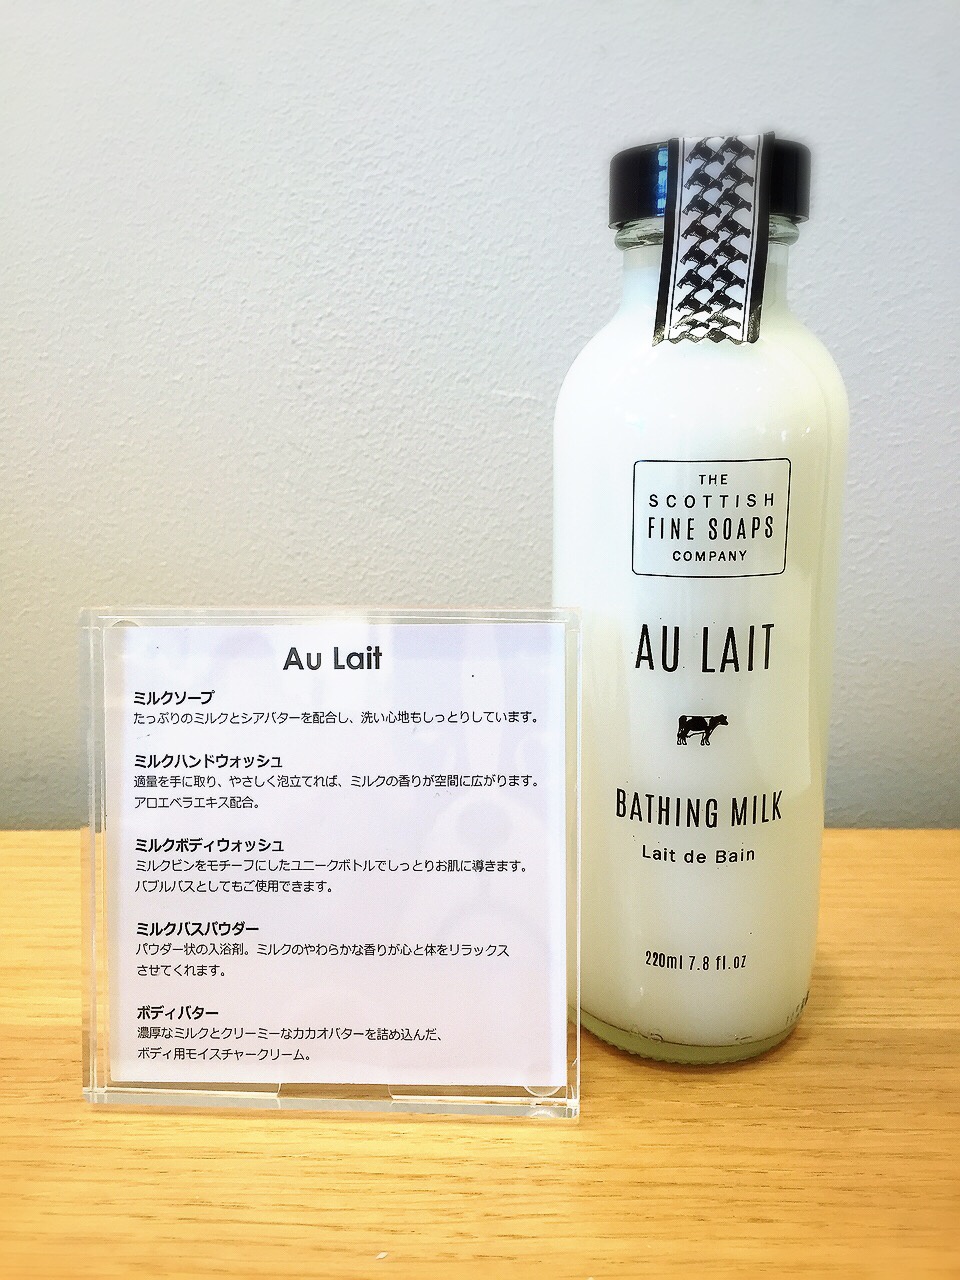 Au Lait
ミルクソープ
たっぷりのミルクとシアバターを配合し、洗い心地もしっとりしています。
ミルクハンドウォッシュ
適量を手に取り、やさしく泡立てれば、ミルクの香りが空間に広がります。
アロエベラエキス配合。
ミルクボディウォッシュ
ミルクビンをモチーフにしたユニークボトルでしっとりお肌に導きます。
バブルバスとしてもご使用できます。
ミルクバスパウダー
パウダー状の入浴剤。ミルクのやわらかな香りが心と体をリラックス
させてくれます。
ボディバター
濃厚なミルクとクリーミーなカカオバターを詰め込んだ、
ボディ用モイスチャークリーム。
THE
SCOTTISH
FINE SOAPS
COMPANY
AU LAIT
BATHING MILK
Lait de Bain
220ml 7.8 fl.oz